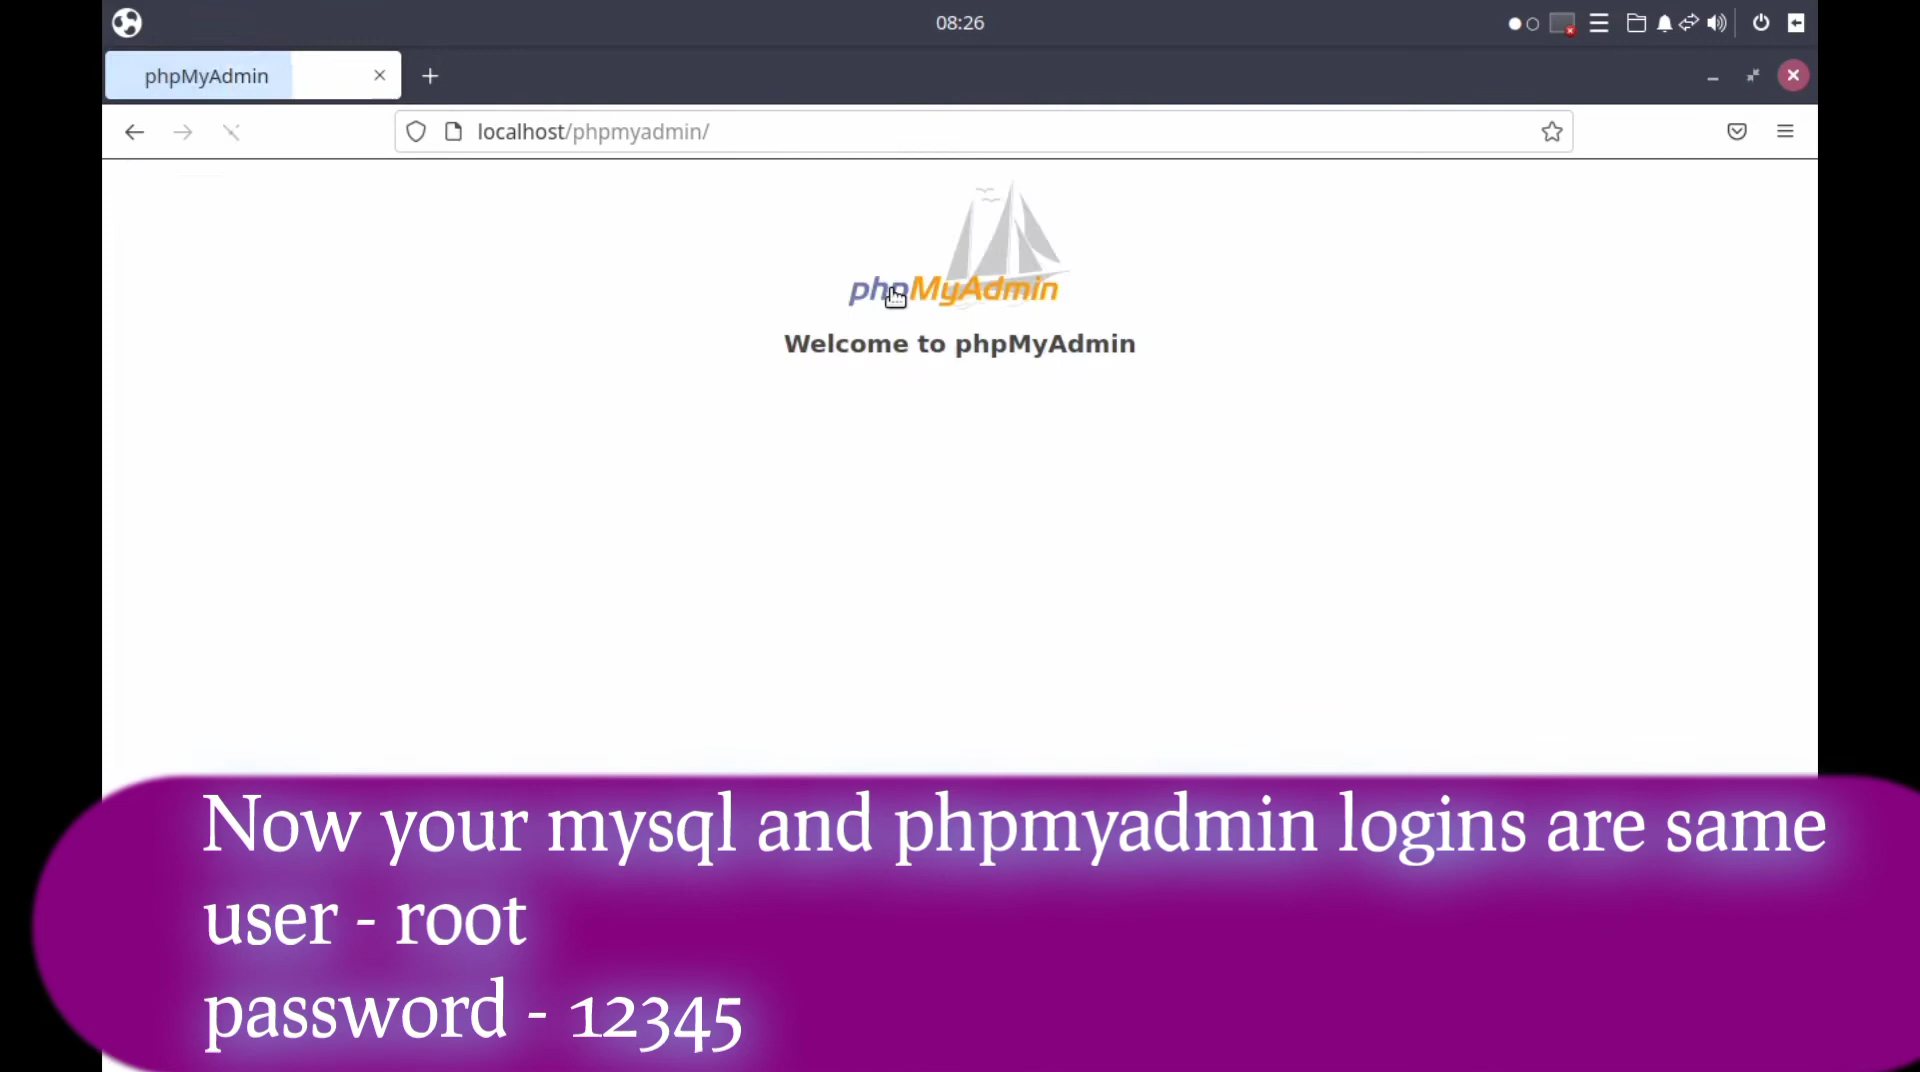 08:26
phpMyAdmin
localhost/phpmyadmin/
phpMyAdmin
Welcome to phpMyAdmin
Now your mysql and phpmyadmin logins are same
user - root
password - 12345